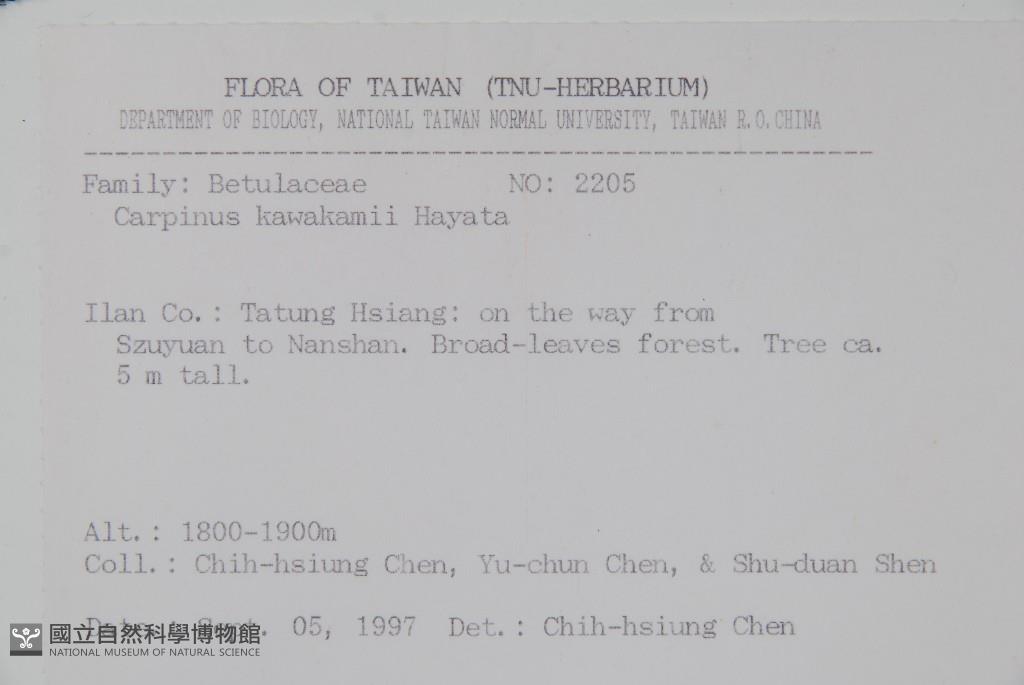 FLORA OF TAIWAN (TNU-HERBARIUM)
DEPARTMENT OF BIOLOGY, NATIONAL TAIWAN NORMAL UNIVERSITY, TAIWAN R.O.CHINA
Family: Betulaceae NO: 2205
Carpinus kawakamii Hayata
Ilan Co.: Tatung Hsiang: on the way from
Szuyuan to Nanshan. Broad-leaves forest. Tree ca.
5 m tall.
Alt.: 1800-1900m
Coll.: Chih-hsiung Chen, Yu-chun Chen, & Shu-duan Shen
Date: Sept. 05, 1997 Det.: Chih-hsiung Chen
國立自然科學博物館
NATIONAL MUSEUM OF NATURAL SCIENCE